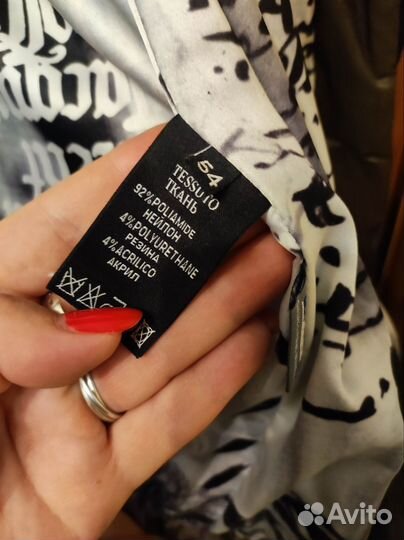 54
TESSUTO
ТКАНЬ
92%POLIAMIDE
НЕЙЛОН
4%POLYURETHANE
РЕЗИНА
4%ACRILICO
АКРИЛ
Avito